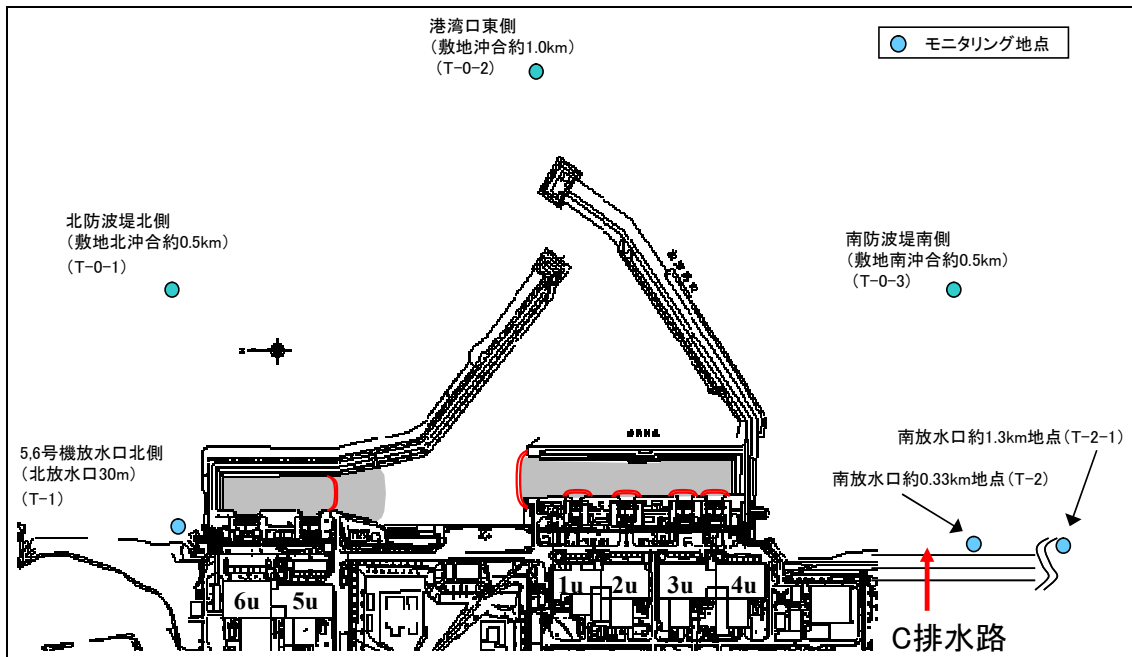 港湾口東側
（敷地沖合約1.0km）
（T-0-2）
モニタリング地点
北防波堤北側
（敷地北沖合約0.5km）
（T-0-1）
南防波堤南側
（敷地南沖合約0.5km）
（T-0-3）
5,6号機放水口北側
（北放水口30m）
（T-1）
南放水口約1.3km地点（T-2-1）
南放水口約0.33km地点（T-2）
6u 5u 1u 2u 3u 4u
C排水路